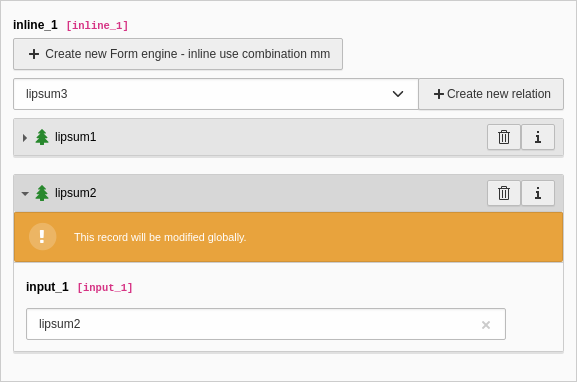 inline_1 [inline_1]
Create new Form engine - inline use combination mm
lipsum3
Create new relation
lipsum1
lipsum2
This record will be modified globally.
input_1 [input_1]
lipsum2